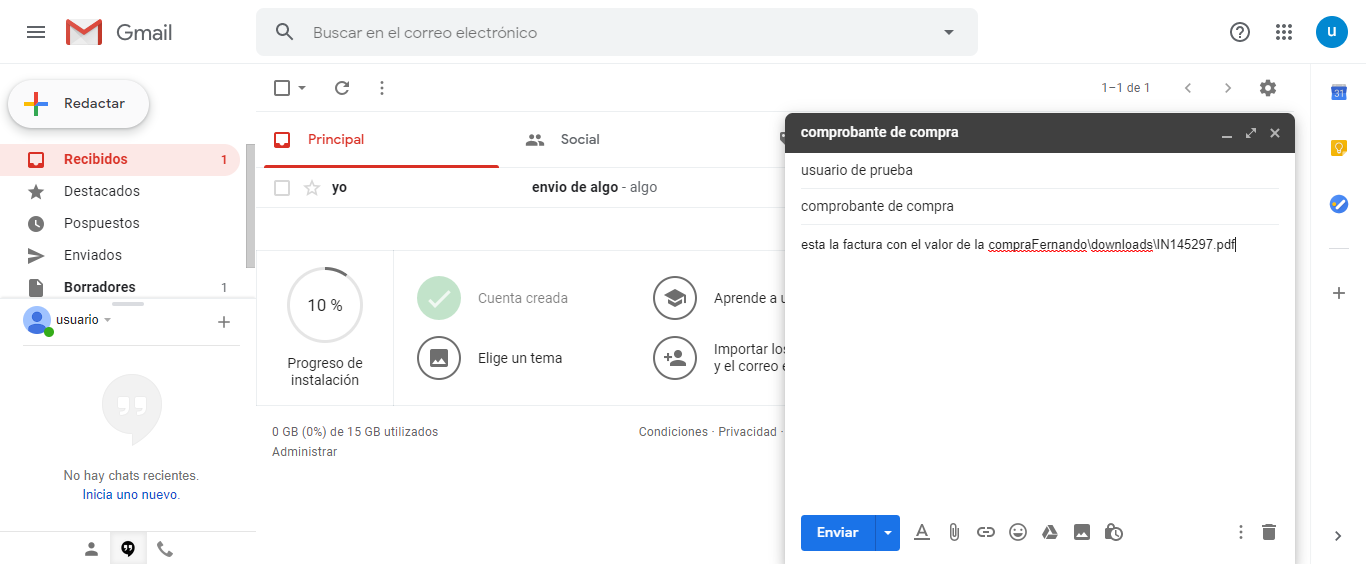 Gmail
Buscar en el correo electrónico
u
Redactar
1–1 de 1
31
Recibidos 1
Destacados
Pospuestos
Enviados
Borradores 1
usuario
No hay chats recientes.
Inicia uno nuevo.
Principal
Social
yo envio de algo - algo
10 %
Progreso de
instalación
Cuenta creada
Elige un tema
Aprende a u
Importar los
y el correo e
0 GB (0%) de 15 GB utilizados
Administrar
Condiciones · Privacidad ·
comprobante de compra
usuario de prueba
comprobante de compra
esta la factura con el valor de la compraFernando\downloads\IN145297.pdf
Enviar